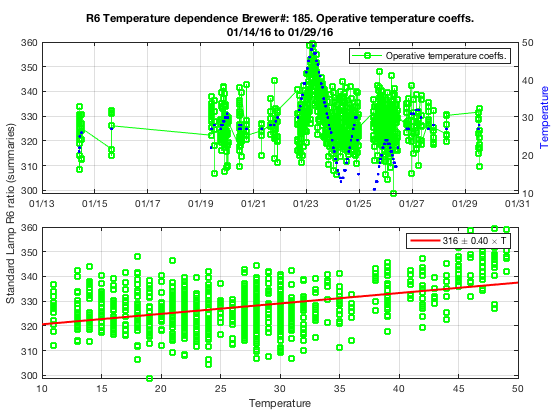 R6 Temperature dependence Brewer#: 185. Operative temperature coeffs.
01/14/16 to 01/29/16
360
350
340
330
320
310
300
50
40
30
20
10
Operative temperature coeffs.
Temperature
01/13 01/15 01/17 01/19 01/21 01/23 01/25 01/27 01/29 01/31
Standard Lamp R6 ratio (summaries)
360
350
340
330
320
310
300
316 ± 0.40 × T
10 15 20 25 30 35 40 45 50
Temperature